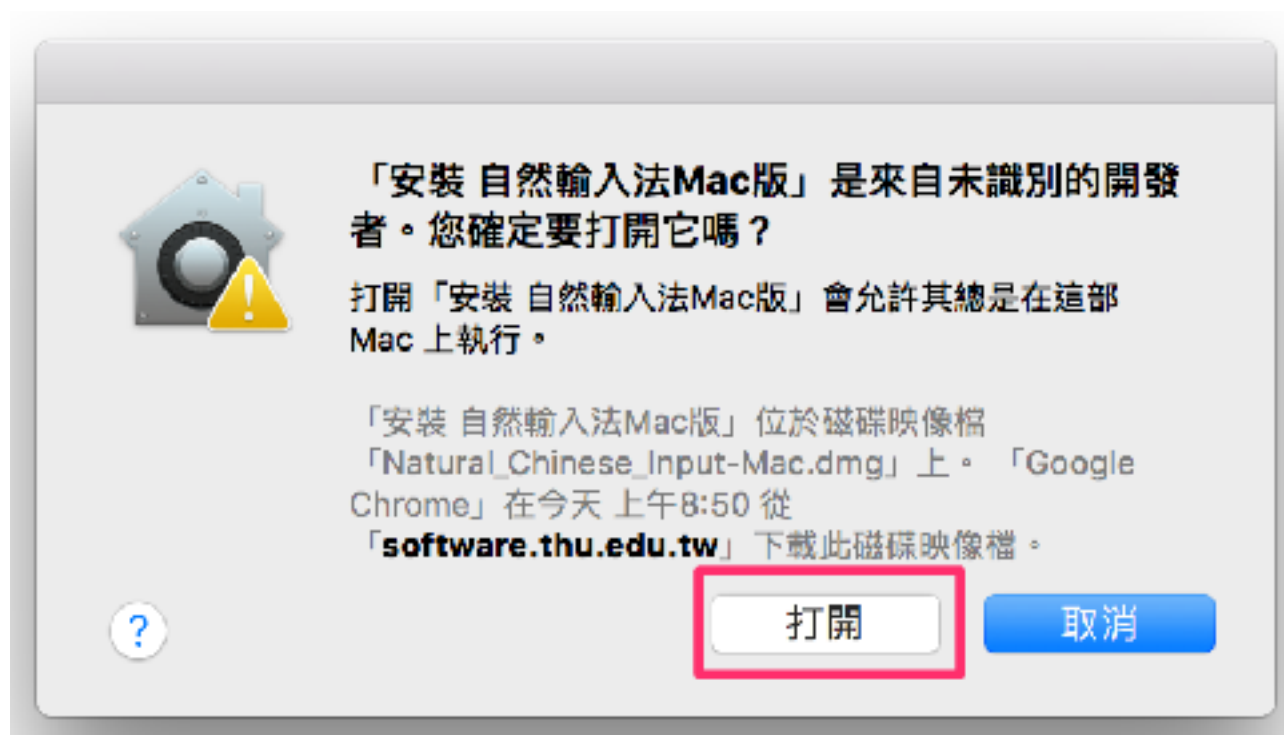 「安裝 自然輸入法Mac版」是來自未識別的開發
者。您確定要打開它嗎？
打開「安裝 自然輸入法Mac版」會允許其總是在這部
Mac 上執行。
「安裝 自然輸入法Mac版」位於磁碟映像檔
「Natural_Chinese_Input-Mac.dmg」上。「Google
Chrome」在今天 上午8:50 從
「software.thu.edu.tw」下載此磁碟映像檔。
?
打開
取消